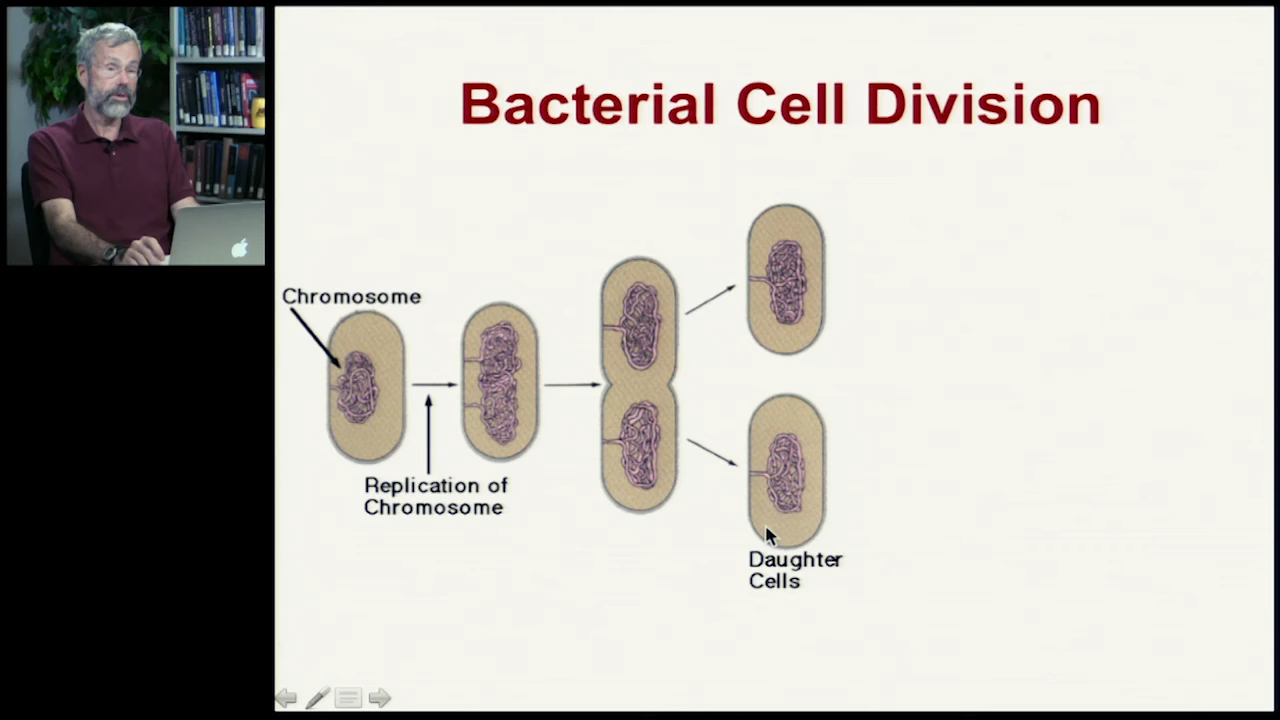 Bacterial Cell Division
Chromosome
Replication of
Chromosome
Daughter
Cells